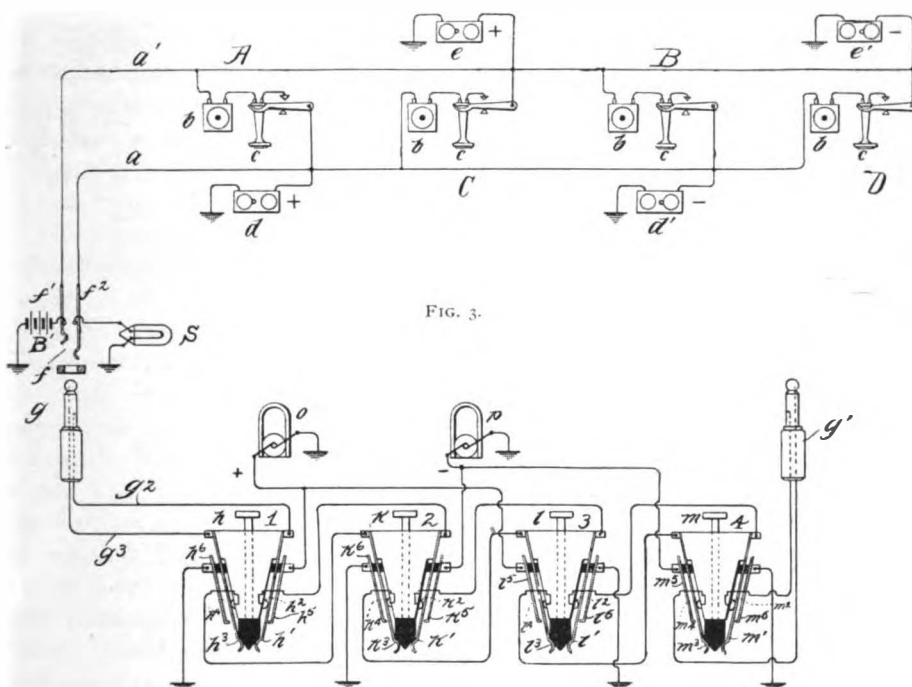 e +
e' −
a' A B
b c b c b c b c
a C D
d + d' −
f' f²
FIG. 3.
B' S
f
g o p g'
+ −
g² h 1 K 2 l 3 m 4
g³ h⁶ K⁶ l⁵ m⁵
h⁴ h² h⁵ K⁴ K² K⁵ l⁴ l² l⁶ m⁴ m² m⁶
h³ h' K³ K' l³ l' m³ m'